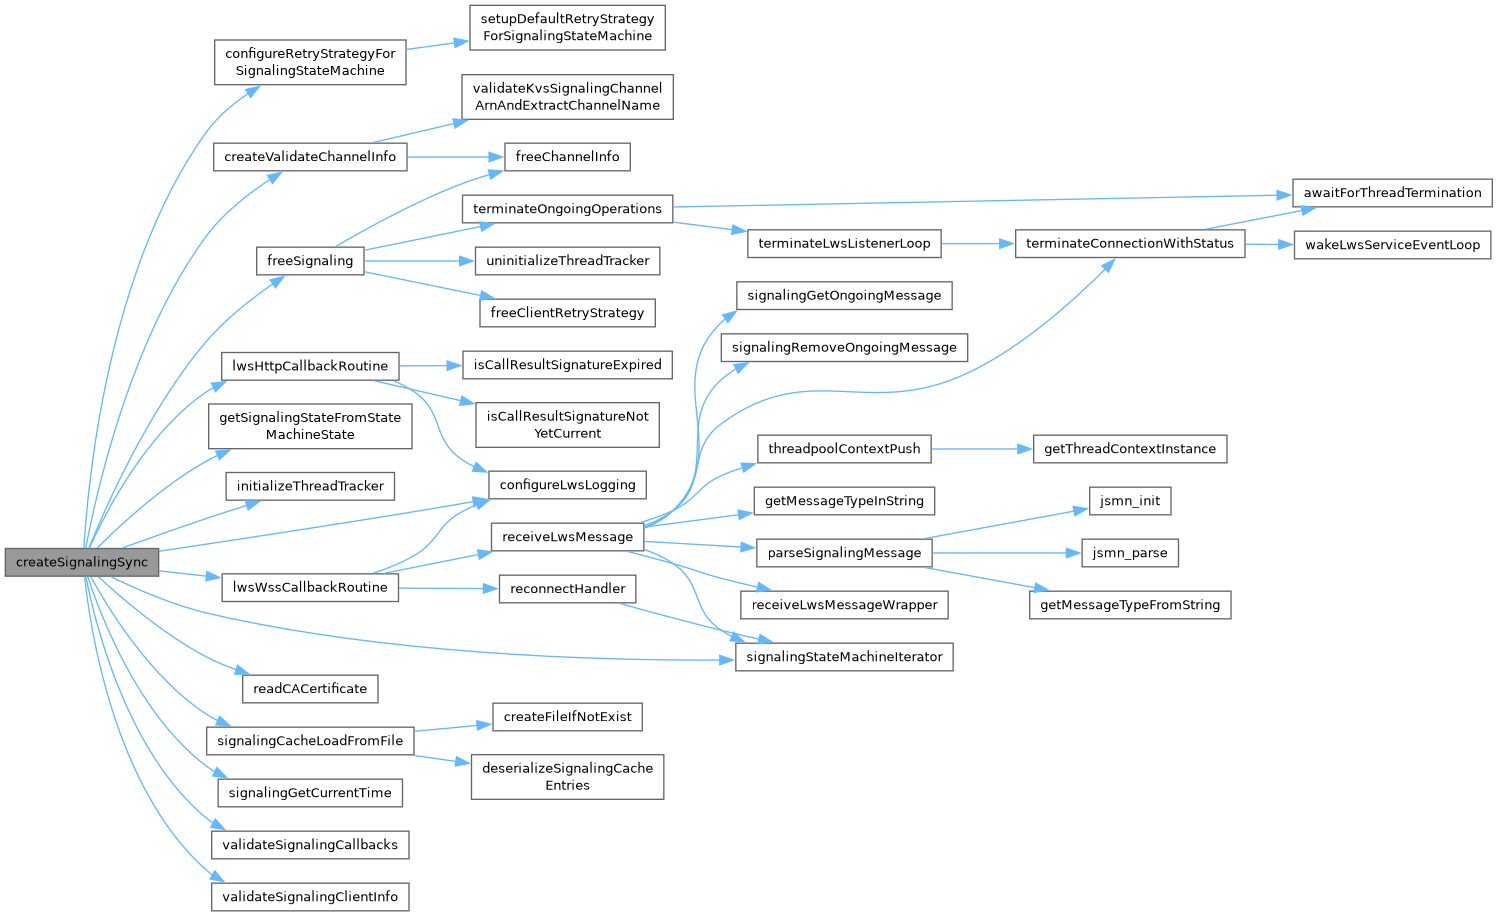 setupDefaultRetryStrategy
ForSignalingStateMachine
configureRetryStrategyFor
SignalingStateMachine
validateKvsSignalingChannel
ArnAndExtractChannelName
createValidateChannelInfo
freeChannelInfo
awaitForThreadTermination
terminateOngoingOperations
terminateLwsListenerLoop
terminateConnectionWithStatus
wakeLwsServiceEventLoop
freeSignaling
uninitializeThreadTracker
signalingGetOngoingMessage
freeClientRetryStrategy
signalingRemoveOngoingMessage
lwsHttpCallbackRoutine
isCallResultSignatureExpired
getSignalingStateFromState
MachineState
isCallResultSignatureNot
YetCurrent
threadpoolContextPush
getThreadContextInstance
initializeThreadTracker
configureLwsLogging
getMessageTypeInString
jsmn_init
receiveLwsMessage
parseSignalingMessage
jsmn_parse
createSignalingSync
lwsWssCallbackRoutine
reconnectHandler
receiveLwsMessageWrapper
getMessageTypeFromString
signalingStateMachineIterator
readCACertificate
createFileIfNotExist
signalingCacheLoadFromFile
deserializeSignalingCache
Entries
signalingGetCurrentTime
validateSignalingCallbacks
validateSignalingClientInfo